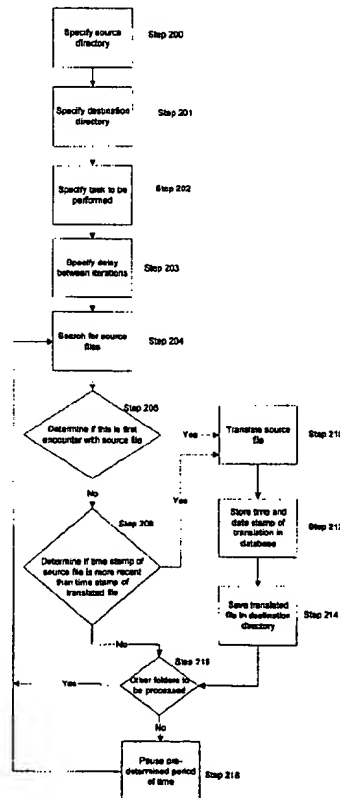 Specify source
directory
Step 200
Specify destination
directory
Step 201
Specify task to be
performed
Step 202
Specify delay
between iterations
Step 203
Search for source
files
Step 204
Step 206
Determine if this is first
encounter with source file
Yes
Translate source
file
Step 210
No
Yes
Step 208
Determine if time stamp of
source file is more recent
than time stamp of
translated file
Store time and
date stamp of
translation in
database
Step 212
Save translated
file in destination
directory
Step 214
No
Step 216
Other folders to
be processed
Yes
No
Pause pre-
determined period
of time
Step 218